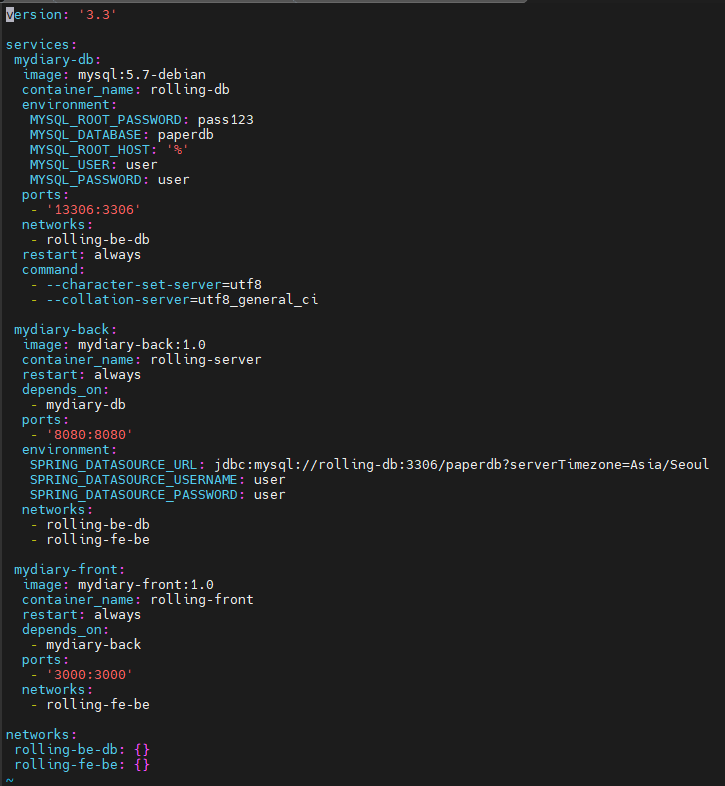 version: '3.3'

services:
 mydiary-db:
  image: mysql:5.7-debian
  container_name: rolling-db
  environment:
   MYSQL_ROOT_PASSWORD: pass123
   MYSQL_DATABASE: paperdb
   MYSQL_ROOT_HOST: '%'
   MYSQL_USER: user
   MYSQL_PASSWORD: user
  ports:
   - '13306:3306'
  networks:
   - rolling-be-db
  restart: always
  command:
   - --character-set-server=utf8
   - --collation-server=utf8_general_ci

 mydiary-back:
  image: mydiary-back:1.0
  container_name: rolling-server
  restart: always
  depends_on:
   - mydiary-db
  ports:
   - '8080:8080'
  environment:
   SPRING_DATASOURCE_URL: jdbc:mysql://rolling-db:3306/paperdb?serverTimezone=Asia/Seoul
   SPRING_DATASOURCE_USERNAME: user
   SPRING_DATASOURCE_PASSWORD: user
  networks:
   - rolling-be-db
   - rolling-fe-be

 mydiary-front:
  image: mydiary-front:1.0
  container_name: rolling-front
  restart: always
  depends_on:
   - mydiary-back
  ports:
   - '3000:3000'
  networks:
   - rolling-fe-be

networks:
 rolling-be-db: {}
 rolling-fe-be: {}
~